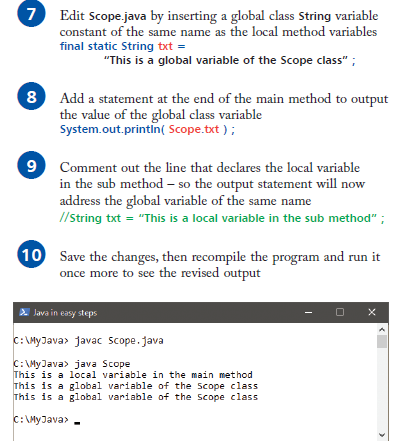 7 Edit Scope.java by inserting a global class String variable
constant of the same name as the local method variables
final static String txt =
"This is a global variable of the Scope class" ;
8 Add a statement at the end of the main method to output
the value of the global class variable
System.out.println( Scope.txt ) ;
9 Comment out the line that declares the local variable
in the sub method – so the output statement will now
address the global variable of the same name
//String txt = "This is a local variable in the sub method" ;
10 Save the changes, then recompile the program and run it
once more to see the revised output
Java in easy steps
C:\MyJava> javac Scope.java
C:\MyJava> java Scope
This is a local variable in the main method
This is a global variable of the Scope class
This is a global variable of the Scope class
C:\MyJava>